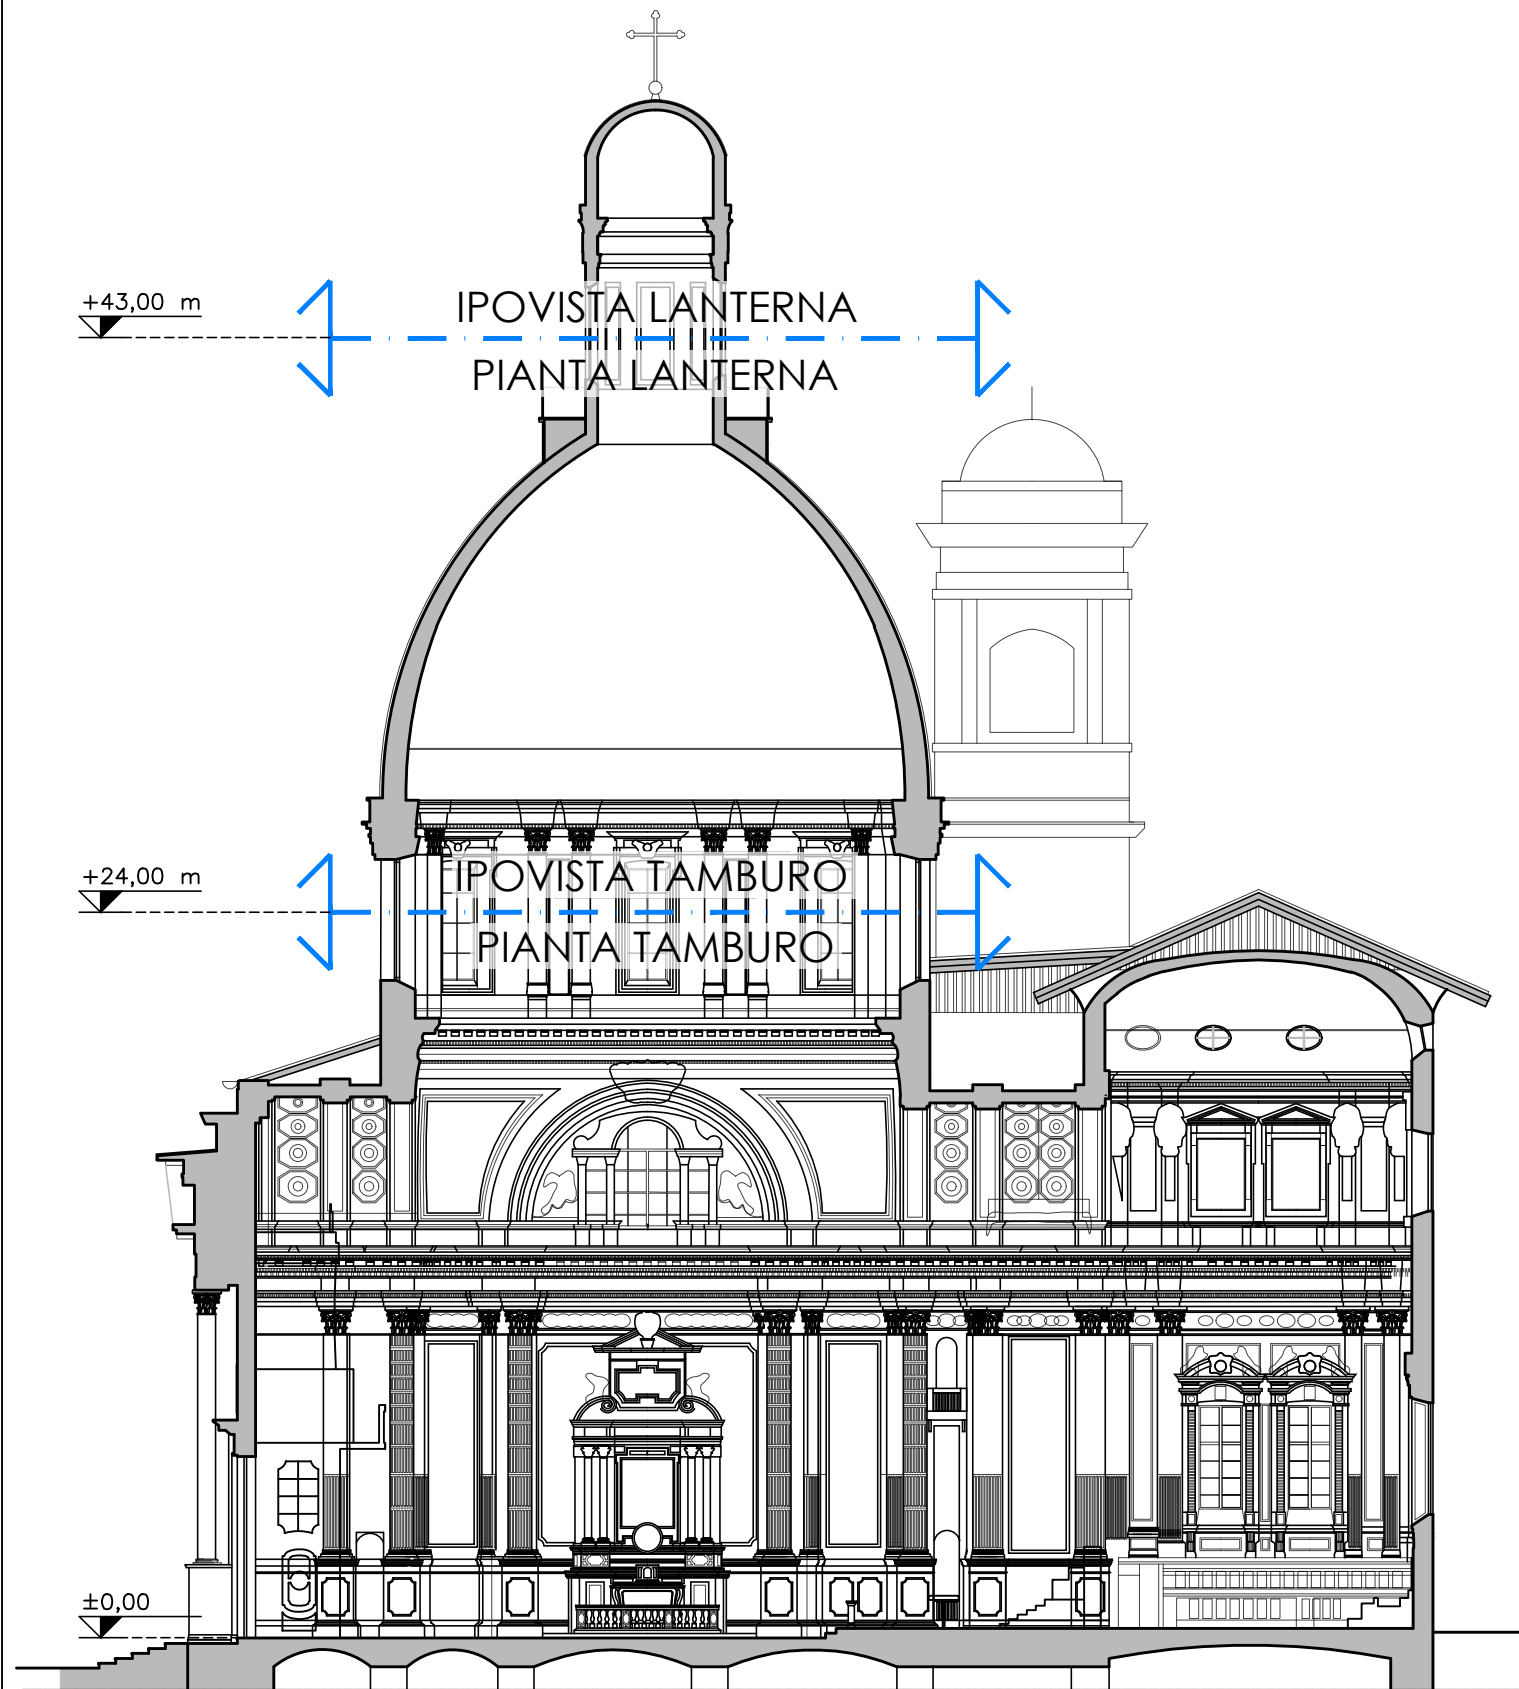 +43,00 m
IPOVISTA LANTERNA
PIANTA LANTERNA
+24,00 m
IPOVISTA TAMBURO
PIANTA TAMBURO
±0,00